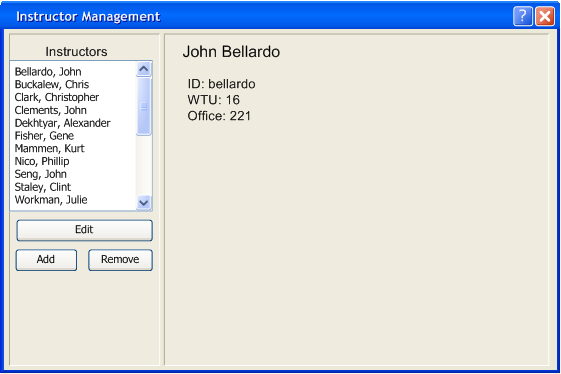 Instructor Management
Instructors
Bellardo, John
Buckalew, Chris
Clark, Christopher
Clements, John
Dekhtyar, Alexander
Fisher, Gene
Mammen, Kurt
Nico, Phillip
Seng, John
Staley, Clint
Workman, Julie
Edit
Add Remove
John Bellardo
ID: bellardo
WTU: 16
Office: 221